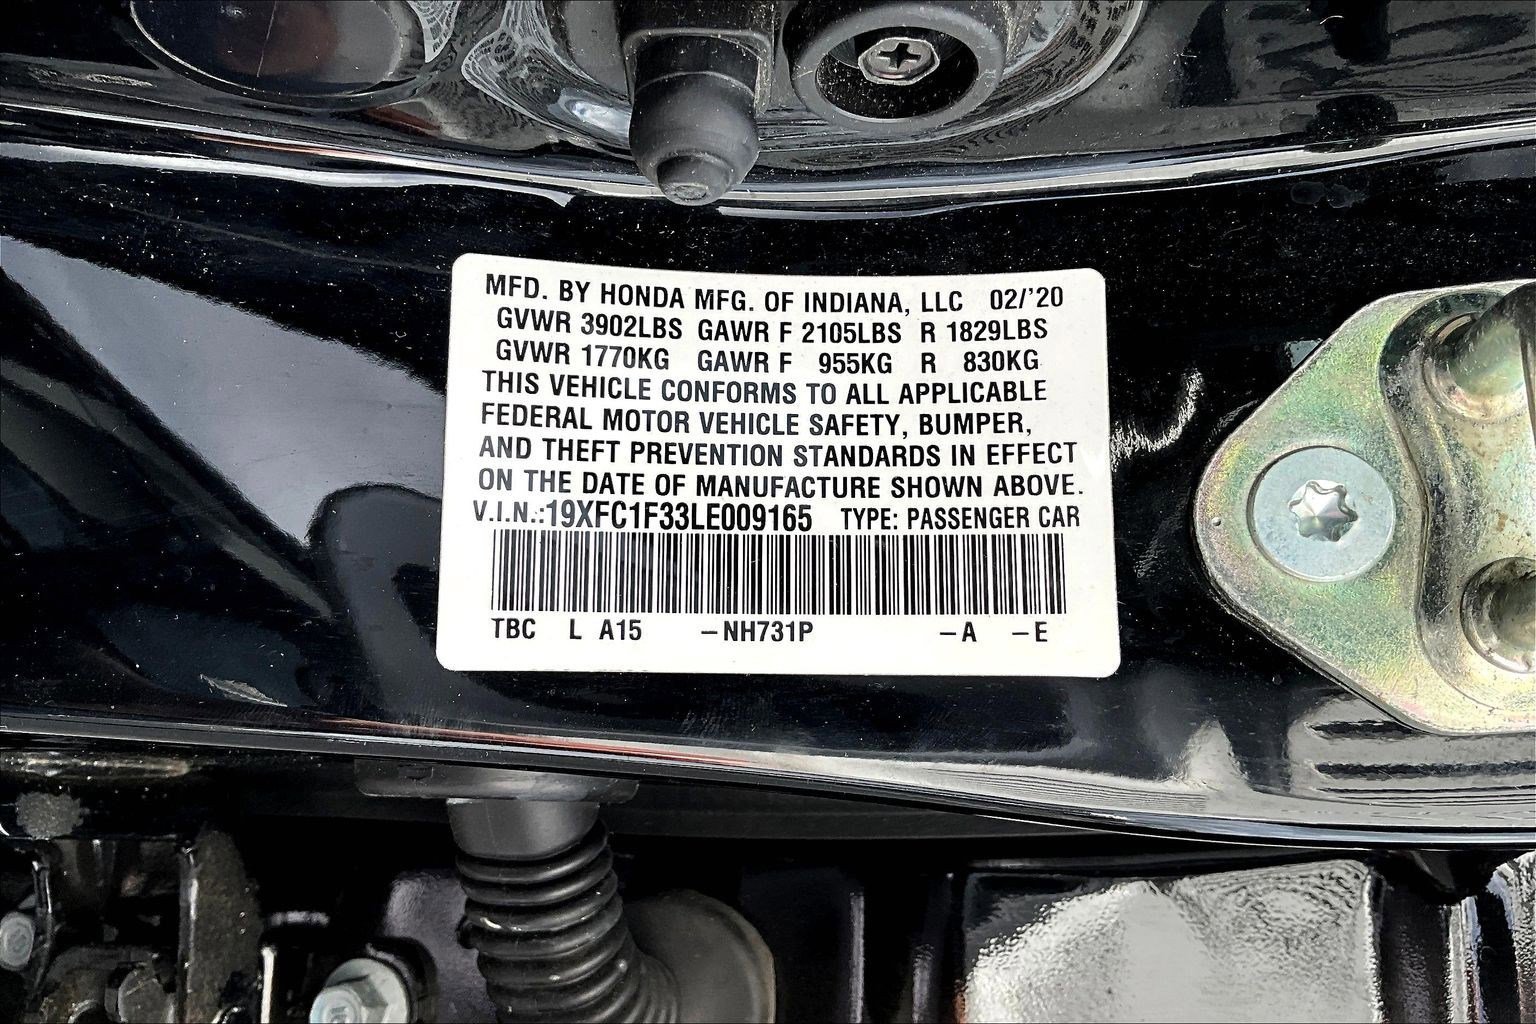 MFD. BY HONDA MFG. OF INDIANA, LLC 02/'20
GVWR 3902LBS GAWR F 2105LBS R 1829LBS
GVWR 1770KG GAWR F 955KG R 830KG
THIS VEHICLE CONFORMS TO ALL APPLICABLE
FEDERAL MOTOR VEHICLE SAFETY, BUMPER,
AND THEFT PREVENTION STANDARDS IN EFFECT
ON THE DATE OF MANUFACTURE SHOWN ABOVE.
V.I.N.:19XFC1F33LE009165 TYPE: PASSENGER CAR
TBC L A15 –NH731P –A –E